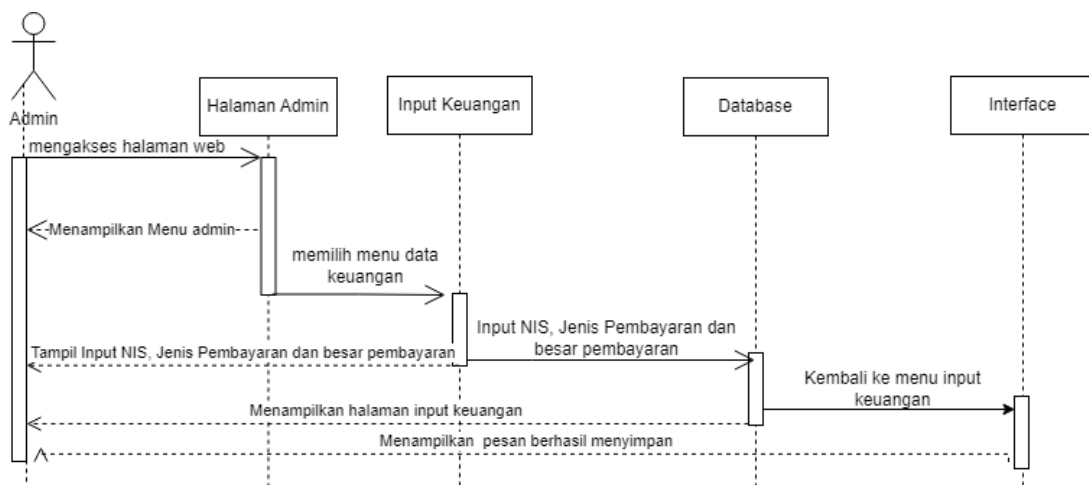 Admin
Halaman Admin
Input Keuangan
Database
Interface
mengakses halaman web
Menampilkan Menu admin
memilih menu data
keuangan
Input NIS, Jenis Pembayaran dan
besar pembayaran
Tampil Input NIS, Jenis Pembayaran dan besar pembayaran
Kembali ke menu input
keuangan
Menampilkan halaman input keuangan
Menampilkan pesan berhasil menyimpan